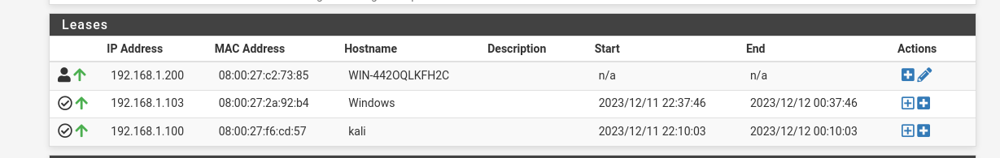 Leases
IP Address MAC Address Hostname Description Start End Actions
192.168.1.200 08:00:27:c2:73:85 WIN-442OQLKFH2C n/a n/a
192.168.1.103 08:00:27:2a:92:b4 Windows 2023/12/11 22:37:46 2023/12/12 00:37:46
192.168.1.100 08:00:27:f6:cd:57 kali 2023/12/11 22:10:03 2023/12/12 00:10:03